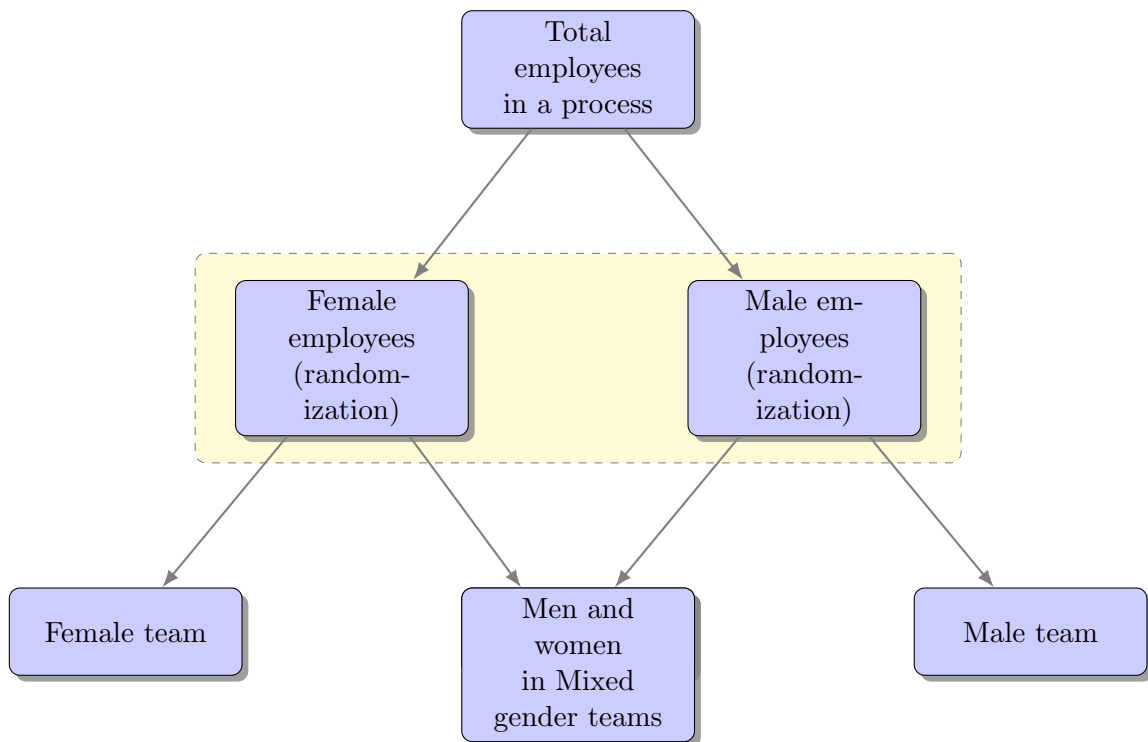 Total
employees
in a process
Female
employees
(random-
ization)
Male em-
ployees
(random-
ization)
Female team
Men and
women
in Mixed
gender teams
Male team